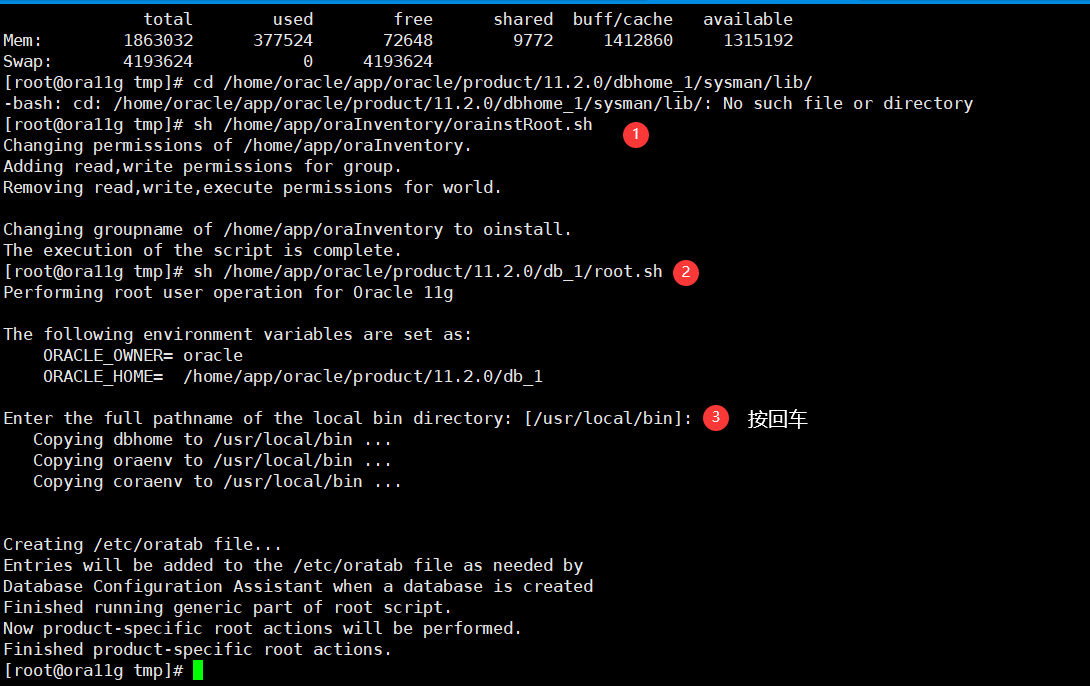 total used free shared buff/cache available
Mem: 1863032 377524 72648 9772 1412860 1315192
Swap: 4193624 0 4193624
[root@ora11g tmp]# cd /home/oracle/app/oracle/product/11.2.0/dbhome_1/sysman/lib/
-bash: cd: /home/oracle/app/oracle/product/11.2.0/dbhome_1/sysman/lib/: No such file or directory
[root@ora11g tmp]# sh /home/app/oraInventory/orainstRoot.sh 1
Changing permissions of /home/app/oraInventory.
Adding read,write permissions for group.
Removing read,write,execute permissions for world.

Changing groupname of /home/app/oraInventory to oinstall.
The execution of the script is complete.
[root@ora11g tmp]# sh /home/app/oracle/product/11.2.0/db_1/root.sh 2
Performing root user operation for Oracle 11g

The following environment variables are set as:
ORACLE_OWNER= oracle
ORACLE_HOME= /home/app/oracle/product/11.2.0/db_1

Enter the full pathname of the local bin directory: [/usr/local/bin]: 3 按回车
Copying dbhome to /usr/local/bin ...
Copying oraenv to /usr/local/bin ...
Copying coraenv to /usr/local/bin ...

Creating /etc/oratab file...
Entries will be added to the /etc/oratab file as needed by
Database Configuration Assistant when a database is created
Finished running generic part of root script.
Now product-specific root actions will be performed.
Finished product-specific root actions.
[root@ora11g tmp]#